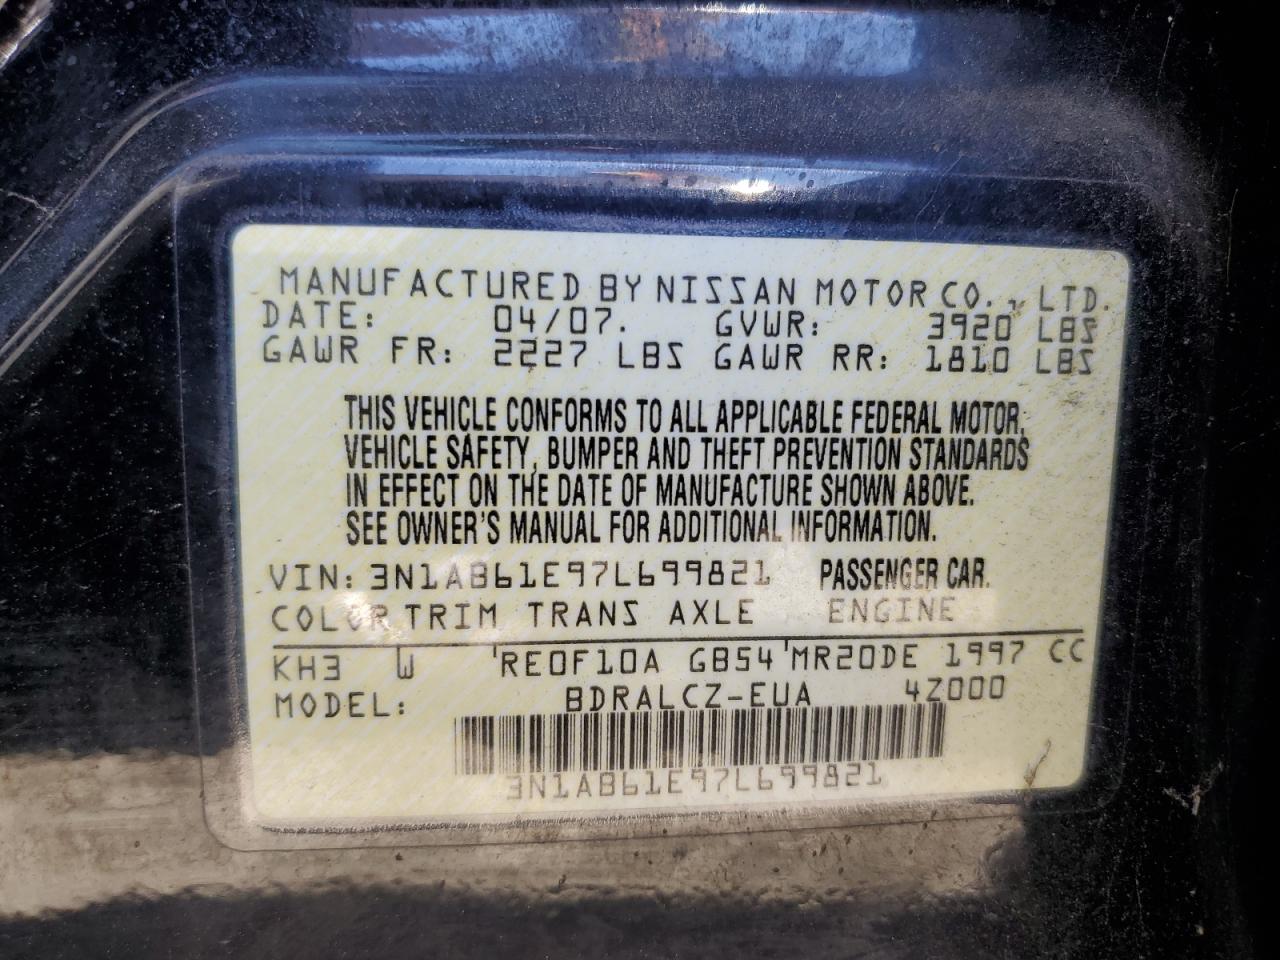 MANUFACTURED BY NISSAN MOTOR CO., LTD.
DATE: 04/07. GVWR: 3920 LBS
GAWR FR: 2227 LBS GAWR RR: 1810 LBS
THIS VEHICLE CONFORMS TO ALL APPLICABLE FEDERAL MOTOR
VEHICLE SAFETY, BUMPER AND THEFT PREVENTION STANDARDS
IN EFFECT ON THE DATE OF MANUFACTURE SHOWN ABOVE.
SEE OWNER'S MANUAL FOR ADDITIONAL INFORMATION.
VIN: 3N1AB61E97L699821 PASSENGER CAR.
COLOR TRIM TRANS AXLE ENGINE
KH3 W 'RE0F10A GB54 'MR20DE 1997 CC
MODEL: BDRALCZ-EUA 4Z000
3N1AB61E97L699821